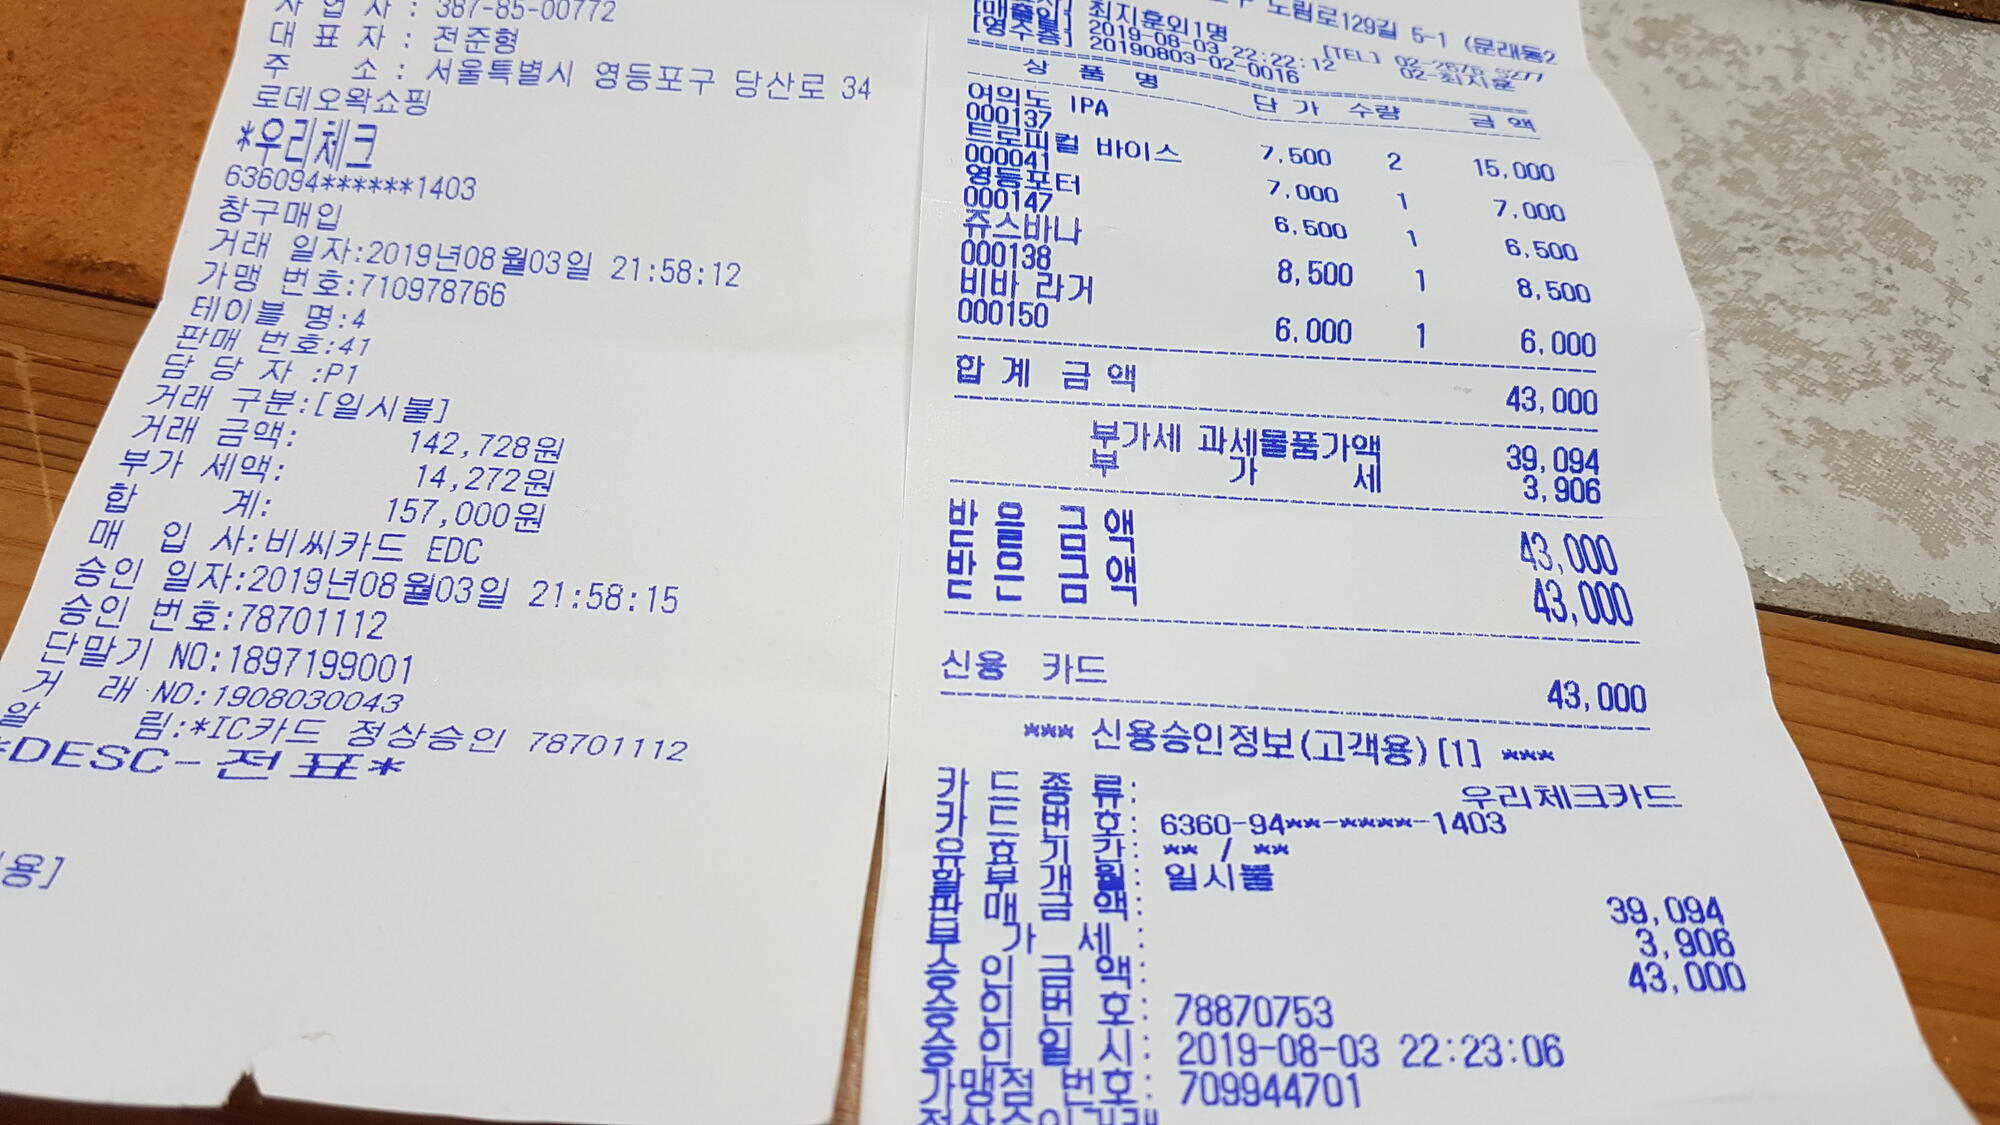 사 업 사 : 387-85-00772
대 표 자 : 전준형
주 소 : 서울특별시 영등포구 당산로 34
로데오왁쇼핑
*우리체크
636094******1403
창구매입
거래 일자:2019년08월03일 21:58:12
가맹 번호:710978766
테이블 명:4
판매 번호:41
담 당 자 :P1
거래 구분:[일시불]
거래 금액: 142,728원
부가 세액: 14,272원
합 계: 157,000원
매 입 사:비씨카드 EDC
승인 일자:2019년08월03일 21:58:15
승인 번호:78701112
단말기 NO:1897199001
거 래 NO:1908030043
알 림:*IC카드 정상승인 78701112
*DESC-전표*
용]
도림로129길 5-1 (문래동2
최지훈외1명 [TEL] 02-2676-5277
[매출일] 2019-08-03 22:22:12 02-최지훈
[영수증] 20190803-02-0016
상 품 명 단 가 수량 금 액
여의도 IPA
000137 7,500 2 15,000
트로피컬 바이스
000041 7,000 1 7,000
영등포터
000147 6,500 1 6,500
쥬스바나
000138 8,500 1 8,500
비바 라거
000150 6,000 1 6,000
합 계 금 액 43,000
부가세 과세물품가액 39,094
부 가 세 3,906
받 을 금 액 43,000
받 은 금 액 43,000
신용 카드 43,000
*** 신용승인정보(고객용)[1] ***
카 드 종 류: 우리체크카드
카 드 번 호: 6360-94**-****-1403
유 효 기 간: ** / **
할 부 개 월: 일시불
판 매 금 액: 39,094
부 가 세 : 3,906
승 인 금 액: 43,000
승 인 번 호: 78870753
승 인 일 시: 2019-08-03 22:23:06
가맹점 번호: 709944701
정상승인거래